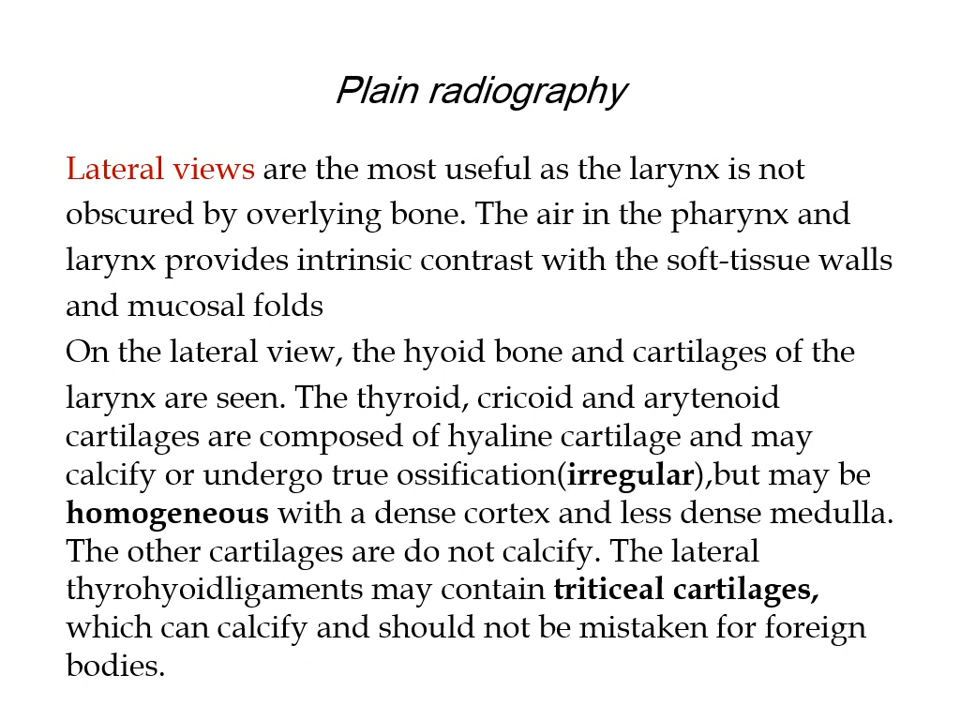 Plain radiography
Lateral views are the most useful as the larynx is not
obscured by overlying bone. The air in the pharynx and
larynx provides intrinsic contrast with the soft-tissue walls
and mucosal folds
On the lateral view, the hyoid bone and cartilages of the
larynx are seen. The thyroid, cricoid and arytenoid
cartilages are composed of hyaline cartilage and may
calcify or undergo true ossification(irregular),but may be
homogeneous with a dense cortex and less dense medulla.
The other cartilages are do not calcify. The lateral
thyrohyoidligaments may contain triticeal cartilages,
which can calcify and should not be mistaken for foreign
bodies.